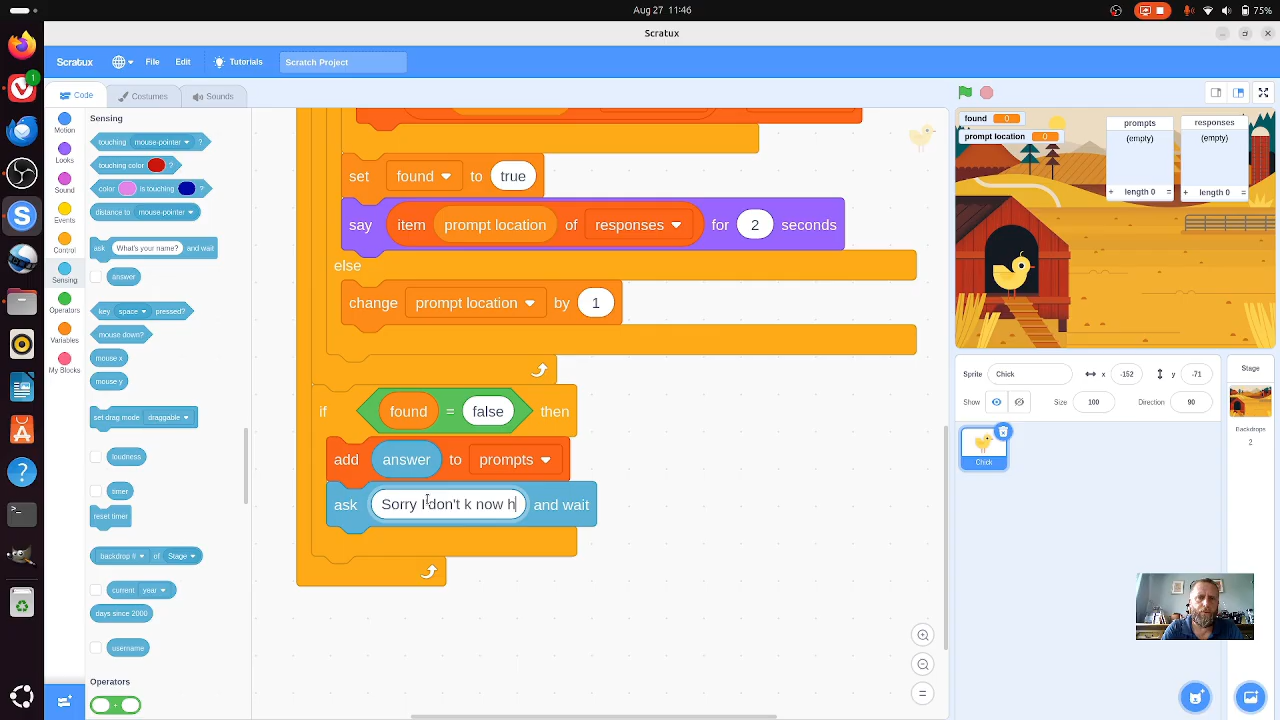 Aug 27 11:46
75%
Scratux
Scratux
File
Edit
Tutorials
Scratch Project
Code
Costumes
Sounds
Motion
Looks
Sound
Events
Control
Sensing
Operators
Variables
My Blocks
Sensing
touching mouse-pointer ?
touching color ?
color is touching ?
distance to mouse-pointer
ask What's your name? and wait
answer
key space pressed?
mouse down?
mouse x
mouse y
set drag mode draggable
loudness
timer
reset timer
backdrop # of Stage
current year
days since 2000
username
Operators
+
set found to true
say item prompt location of responses for 2 seconds
else
change prompt location by 1
if found = false then
add answer to prompts
ask Sorry I don't k now h and wait
found 0
prompt location 0
prompts
(empty)
+ length 0 =
responses
(empty)
+ length 0 =
Sprite Chick x -152 y -71
Show Size 100 Direction 90
Chick
Stage
Backdrops
2
1